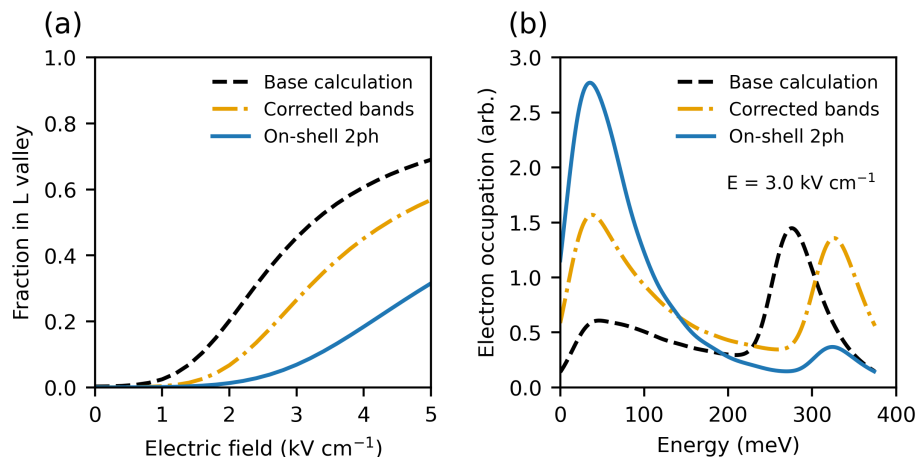 (a)
Fraction in L valley
1.0
0.8
0.6
0.4
0.2
0.0
Base calculation
Corrected bands
On-shell 2ph
0 1 2 3 4 5
Electric field (kV cm⁻¹)
(b)
Electron occupation (arb.)
3.0
2.5
2.0
1.5
1.0
0.5
0.0
Base calculation
Corrected bands
On-shell 2ph
E = 3.0 kV cm⁻¹
0 100 200 300 400
Energy (meV)